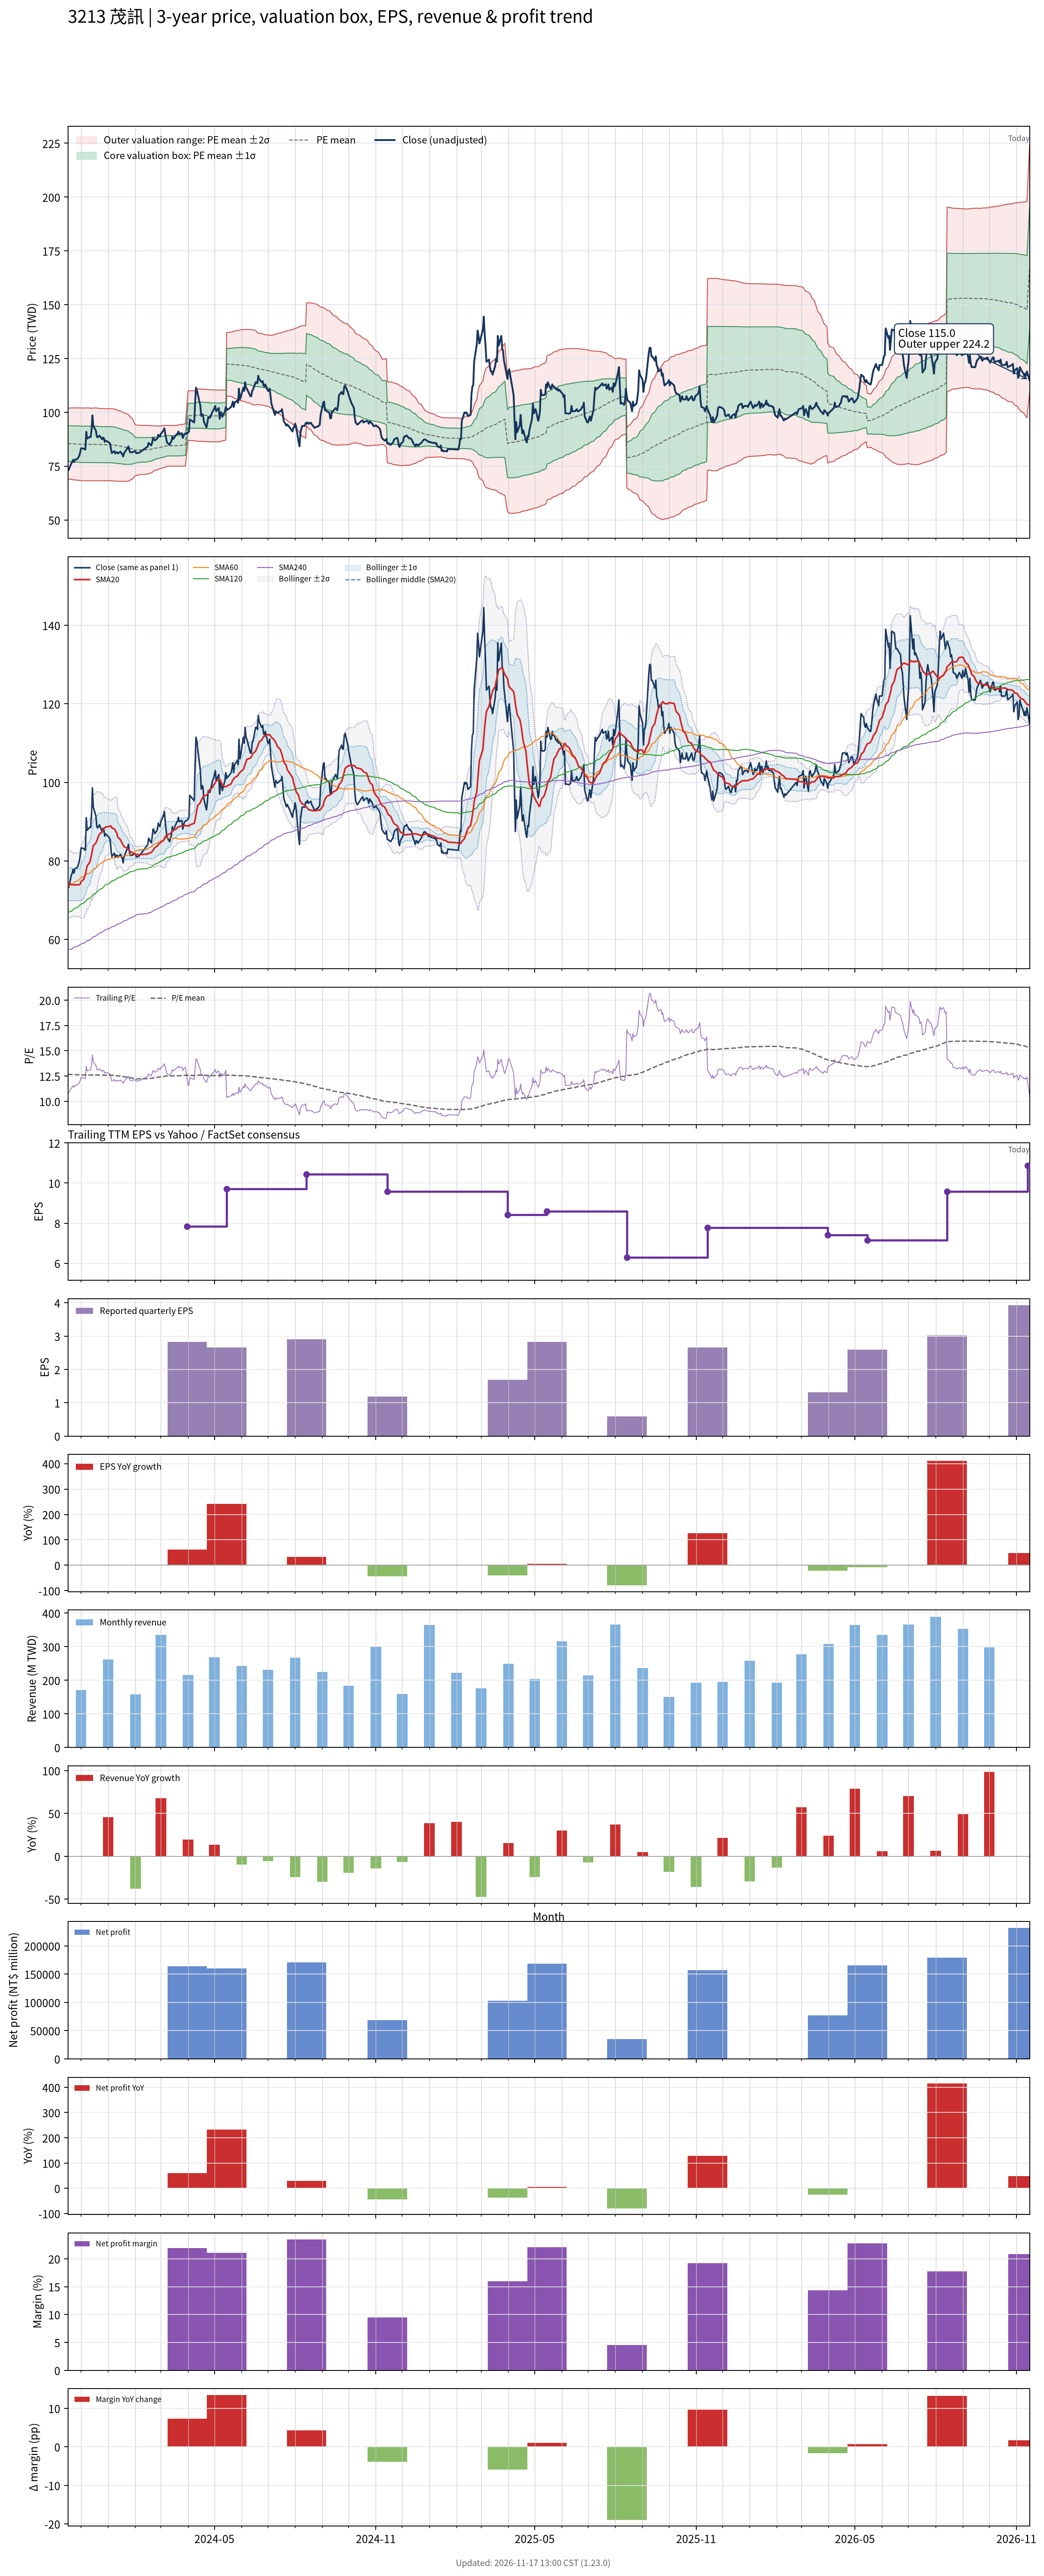 3213 茂訊 | 3-year price, valuation box, EPS, revenue & profit trend
Outer valuation range: PE mean ±2σ
PE mean
Close (unadjusted)
Core valuation box: PE mean ±1σ
Today
Price (TWD)
225
200
175
150
125
100
75
50
Close 115.0
Outer upper 224.2
Close (same as panel 1)
SMA60
SMA240
Bollinger ±1σ
SMA20
SMA120
Bollinger ±2σ
Bollinger middle (SMA20)
Price
140
120
100
80
60
Trailing P/E
P/E mean
P/E
20.0
17.5
15.0
12.5
10.0
Trailing TTM EPS vs Yahoo / FactSet consensus
Today
EPS
12
10
8
6
Reported quarterly EPS
EPS
4
3
2
1
0
EPS YoY growth
YoY (%)
400
300
200
100
0
-100
Monthly revenue
Revenue (M TWD)
400
300
200
100
0
Revenue YoY growth
YoY (%)
100
50
0
-50
Month
Net profit
Net profit (NT$ million)
200000
150000
100000
50000
0
Net profit YoY
YoY (%)
400
300
200
100
0
-100
Net profit margin
Margin (%)
20
15
10
5
0
Margin YoY change
Δ margin (pp)
10
0
-10
-20
2024-05
2024-11
2025-05
2025-11
2026-05
2026-11
Updated: 2026-11-17 13:00 CST (1.23.0)